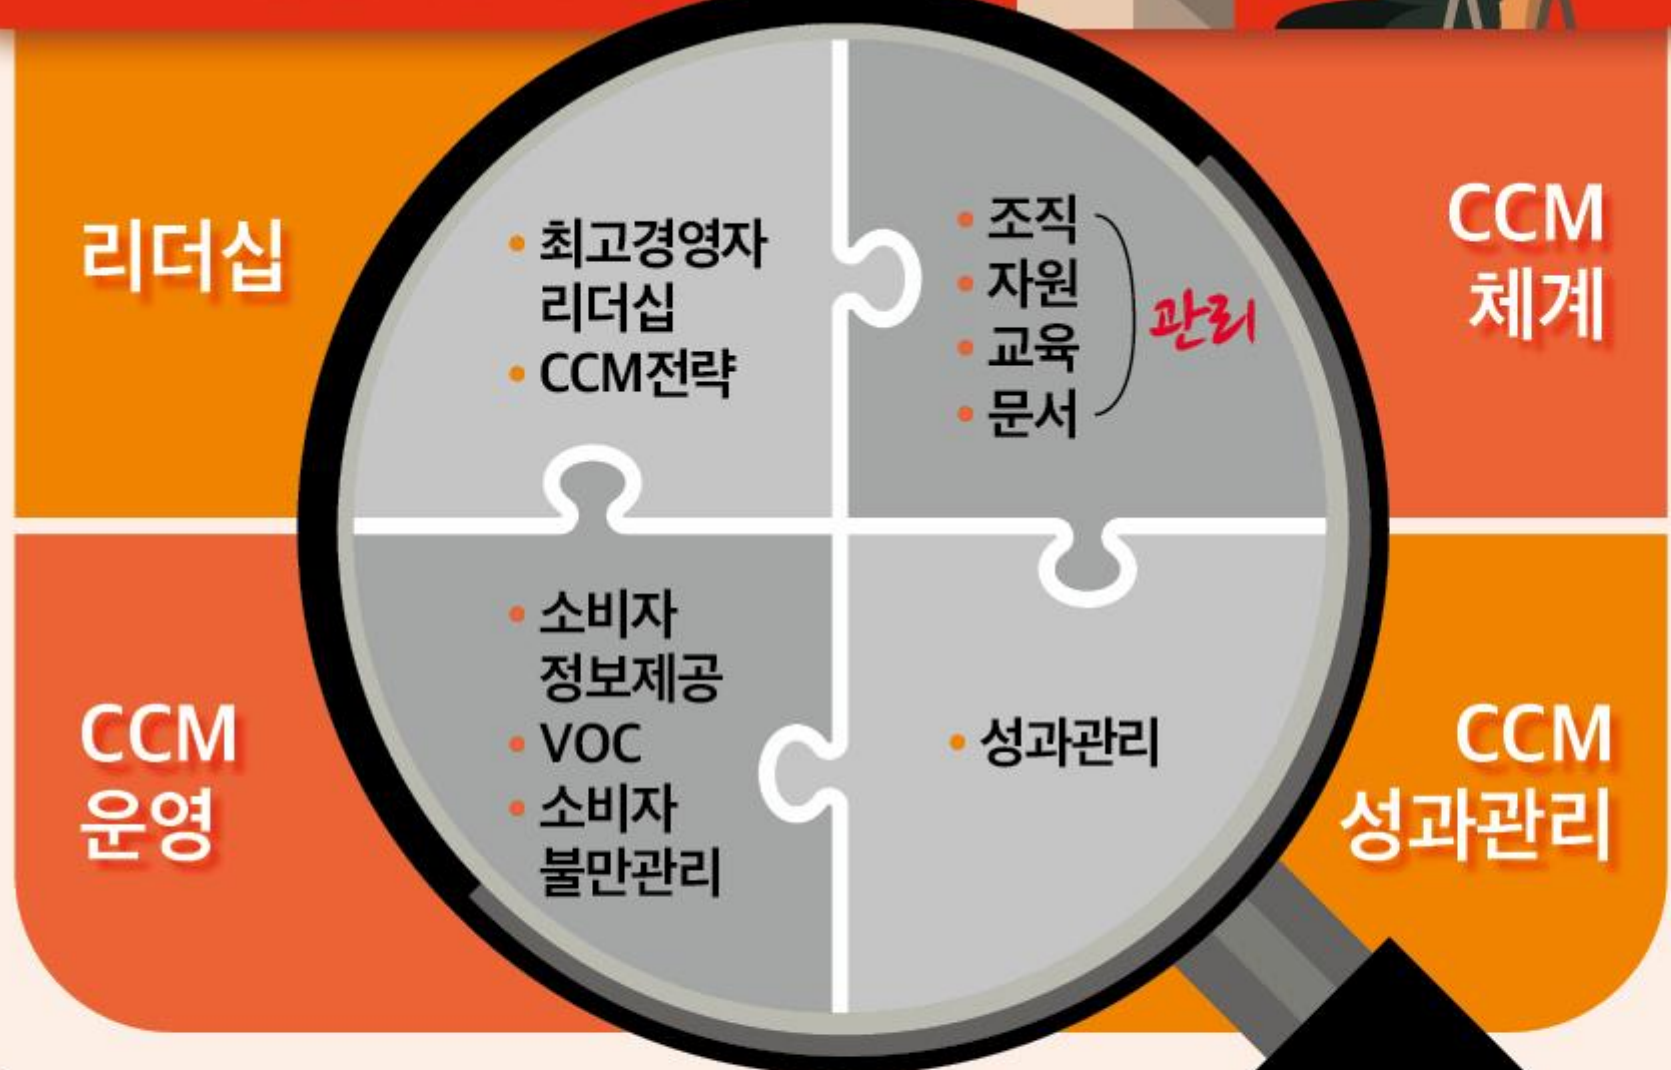 리더십
• 최고경영자
리더십
• CCM전략
• 조직
• 자원
• 교육
• 문서
관리
CCM
체계
CCM
운영
• 소비자
정보제공
• VOC
• 소비자
불만관리
• 성과관리
CCM
성과관리